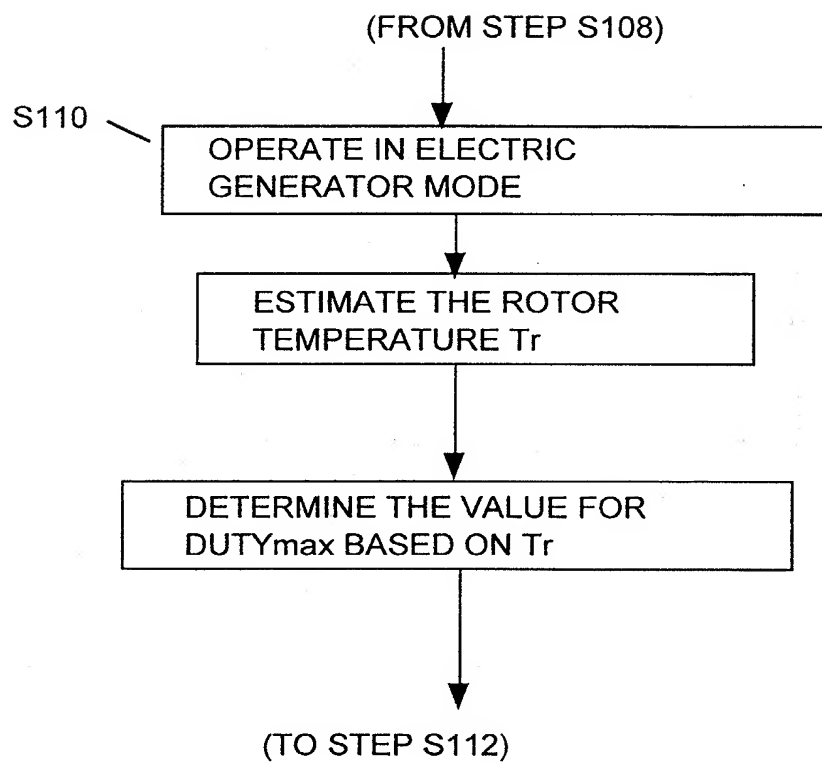 (FROM STEP S108)
S110
OPERATE IN ELECTRIC
GENERATOR MODE
ESTIMATE THE ROTOR
TEMPERATURE Tr
DETERMINE THE VALUE FOR
DUTYmax BASED ON Tr
(TO STEP S112)